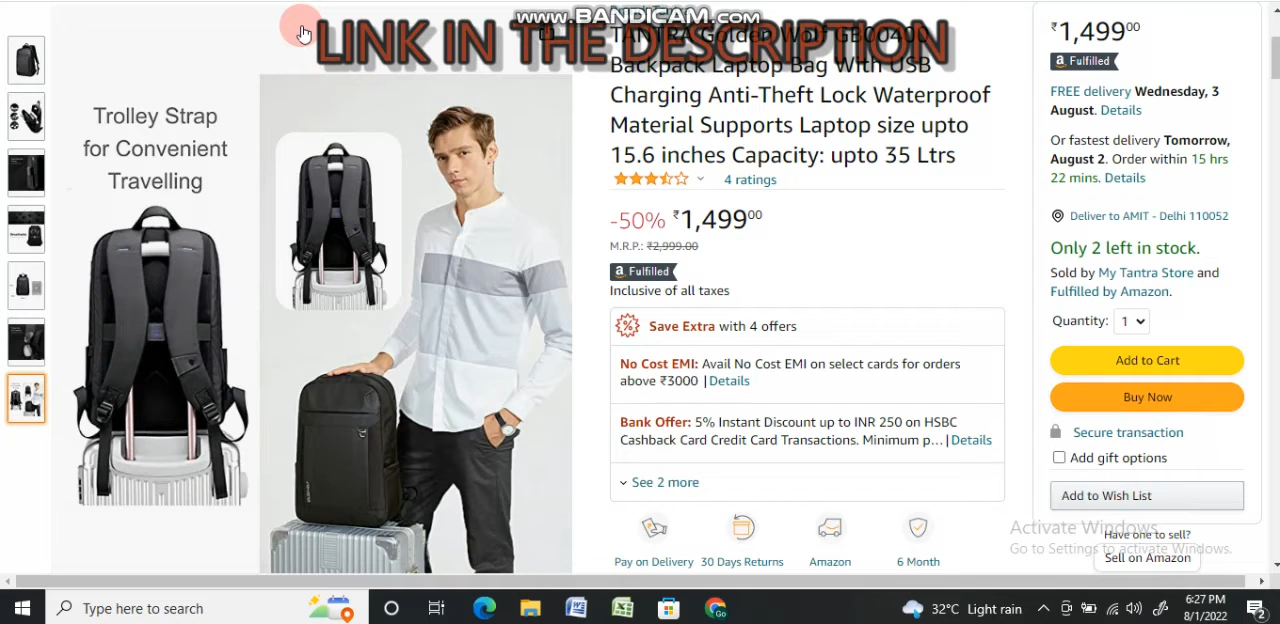 www.BANDICAM.com
LINK IN THE DESCRIPTION
TANTRA Golden Wolf GB00400
Backpack Laptop Bag With USB
Charging Anti-Theft Lock Waterproof
Material Supports Laptop size upto
15.6 inches Capacity: upto 35 Ltrs
4 ratings
-50% ₹1,49900
M.R.P.: ₹2,999.00
a Fulfilled
Inclusive of all taxes
Save Extra with 4 offers
No Cost EMI: Avail No Cost EMI on select cards for orders
above ₹3000 | Details
Bank Offer: 5% Instant Discount up to INR 250 on HSBC
Cashback Card Credit Card Transactions. Minimum p... | Details
See 2 more
Pay on Delivery
30 Days Returns
Amazon
6 Month
Trolley Strap
for Convenient
Travelling
₹1,49900
a Fulfilled
FREE delivery Wednesday, 3
August. Details
Or fastest delivery Tomorrow,
August 2. Order within 15 hrs
22 mins. Details
Deliver to AMIT - Delhi 110052
Only 2 left in stock.
Sold by My Tantra Store and
Fulfilled by Amazon.
Quantity: 1
Add to Cart
Buy Now
Secure transaction
Add gift options
Add to Wish List
Activate Windows
Have one to sell?
Go to Settings to activate Windows.
Sell on Amazon
Type here to search
32°C Light rain
6:27 PM
8/1/2022
2